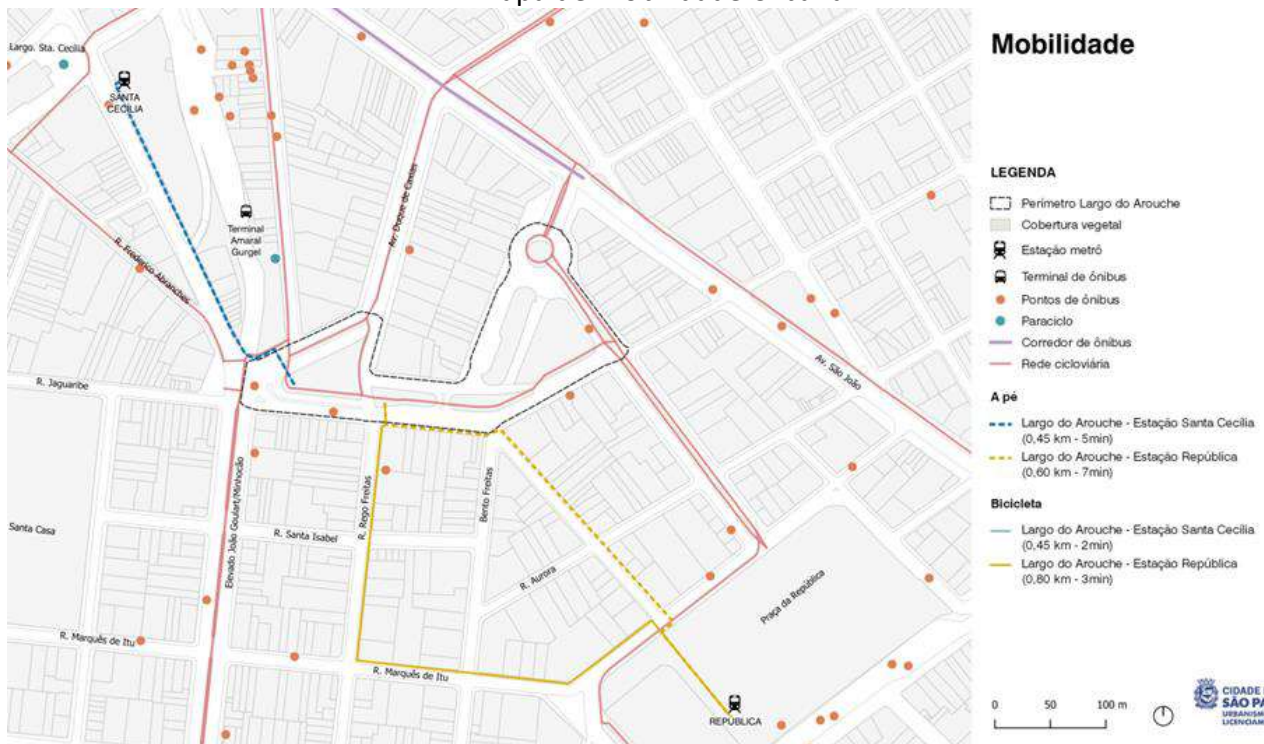 Mobilidade
LEGENDA
Perímetro Largo do Arouche
Cobertura vegetal
Estação metrô
Terminal de ônibus
Pontos de ônibus
Paraciclo
Corredor de ônibus
Rede cicloviária
A pé
Largo do Arouche - Estação Santa Cecília
(0,45 km - 5min)
Largo do Arouche - Estação República
(0,60 km - 7min)
Bicicleta
Largo do Arouche - Estação Santa Cecília
(0,45 km - 2min)
Largo do Arouche - Estação República
(0,80 km - 3min)
0 50 100 m
CIDADE
SÃO PA
URBANISM
LICENCIAM
Largo. Sta. Cecília
SANTA
CECÍLIA
Terminal
Amaral
Gurgel
Av. Duque de Caxias
R. Frederico Abranches
R. Jaguaribe
Av. São João
Elevado João Goulart/Minhocão
R. Rego Freitas
Bento Freitas
Santa Casa
R. Santa Isabel
R. Aurora
Praça da República
R. Marquês de Itu
R. Marquês de Itu
REPÚBLICA